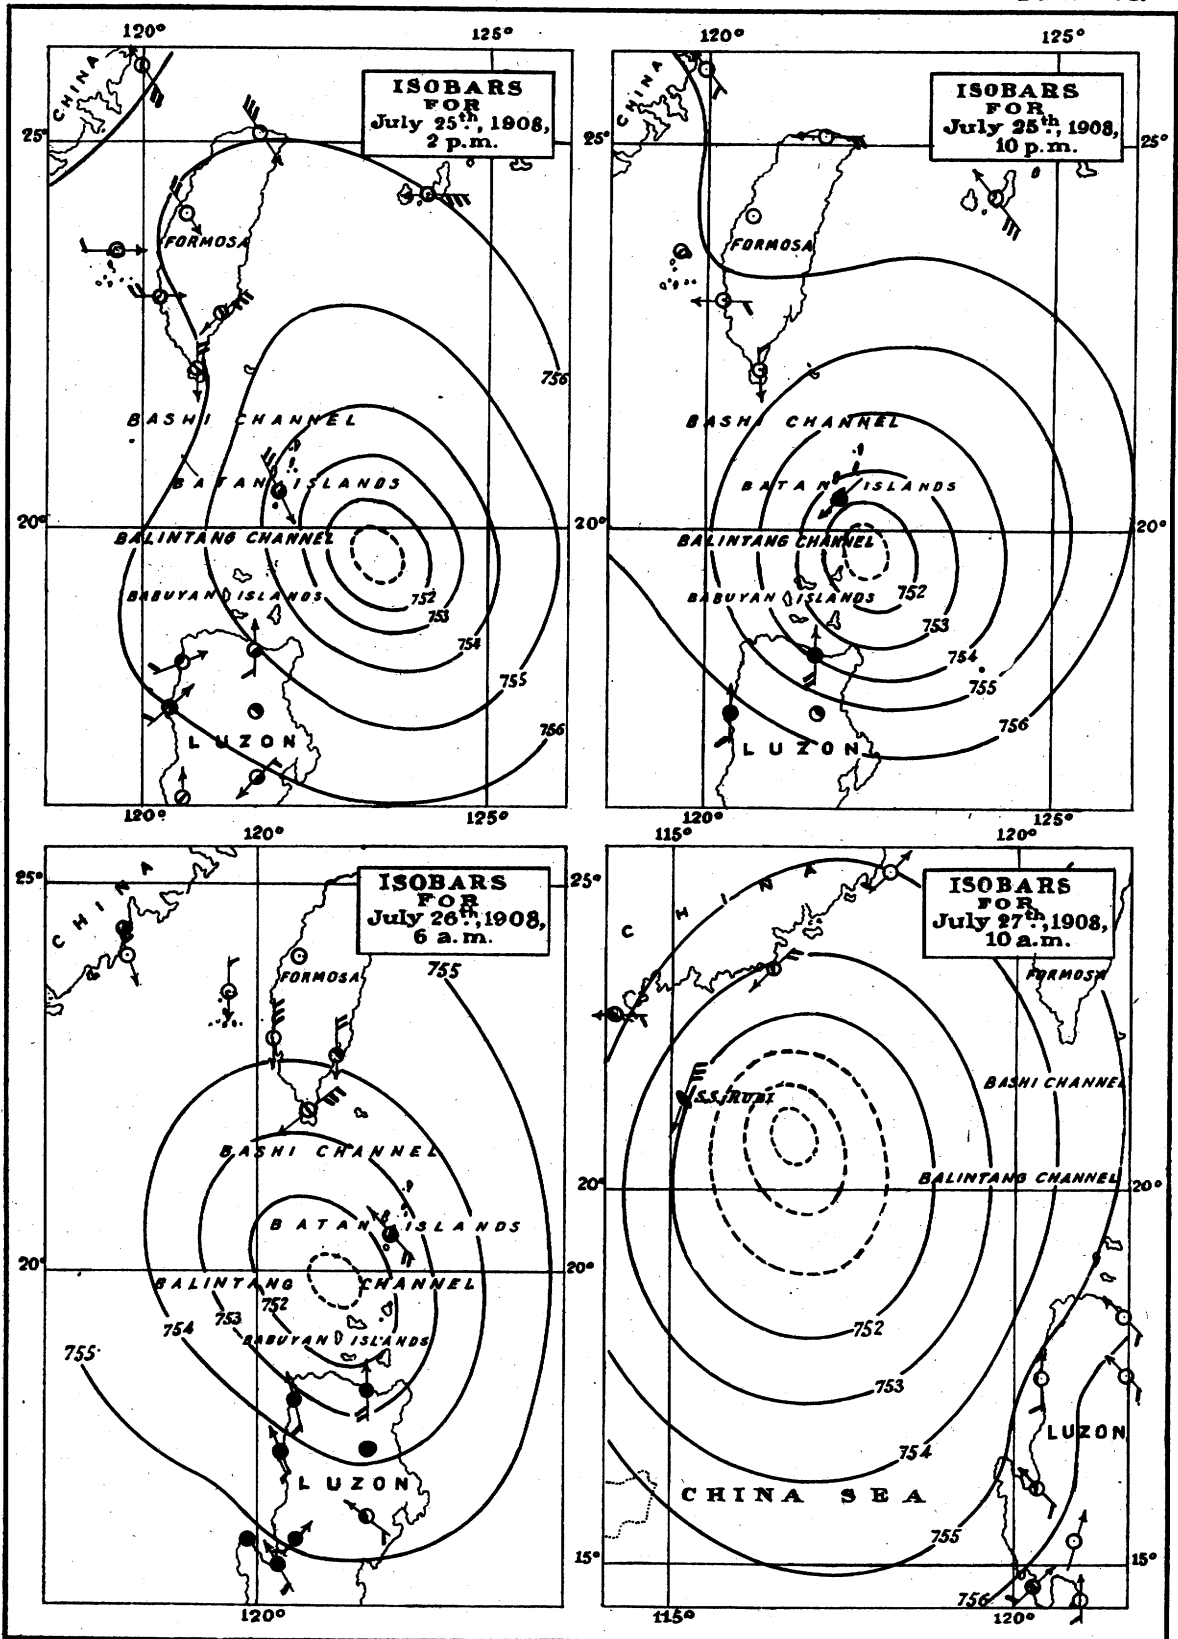 120° 125°
CHINA
ISOBARS
FOR
July 25th., 1908,
2 p.m.
25°
FORMOSA
756
BASHI CHANNEL
BATAN ISLANDS
20°
BALINTANG CHANNEL
BABUYAN ISLANDS
752
753
754
755
756
LUZON
120° 125°
120° 125°
CHINA
ISOBARS
FOR
July 25th., 1908,
10 p.m.
25° 25°
FORMOSA
BASHI CHANNEL
BATAN ISLANDS
20° 20°
BALINTANG CHANNEL
BABUYAN ISLANDS
752
753
754
755
756
LUZON
120° 125°
120°
CHINA
ISOBARS
FOR
July 26th., 1908,
6 a.m.
25° 25°
755
FORMOSA
BASHI CHANNEL
BATAN ISLANDS
20° 20°
BALINTANG CHANNEL
752
753
754
BABUYAN ISLANDS
755
LUZON
120°
115° 120°
CHINA
ISOBARS
FOR
July 27th., 1908,
10 a.m.
25°
FORMOSA
BASHI CHANNEL
S.S. RUBI
BALINTANG CHANNEL
20° 20°
752
753
754
LUZON
CHINA SEA
755
15° 15°
756
115° 120°